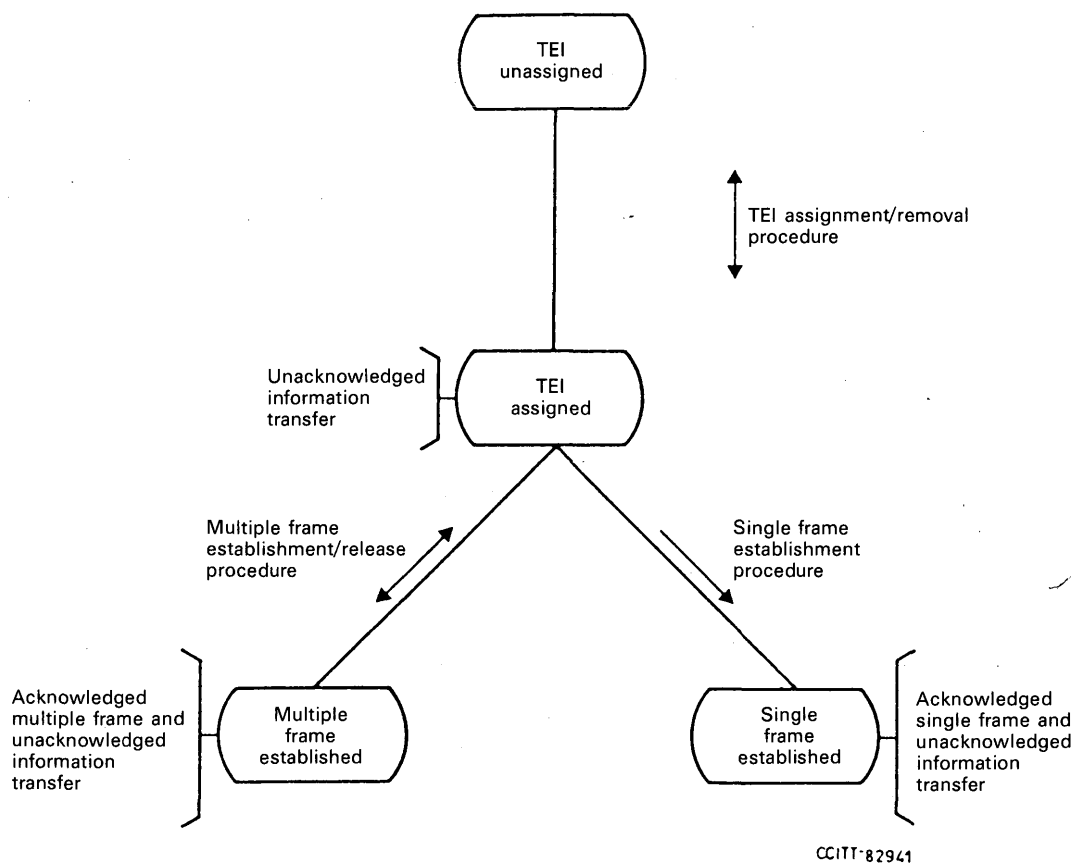 TEI
unassigned
TEI assignment/removal
procedure
Unacknowledged
information
transfer
TEI
assigned
Multiple frame
establishment/release
procedure
Single frame
establishment
procedure
Acknowledged
multiple frame and
unacknowledged
information
transfer
Multiple
frame
established
Single
frame
established
Acknowledged
single frame and
unacknowledged
information
transfer
CCITT-82941